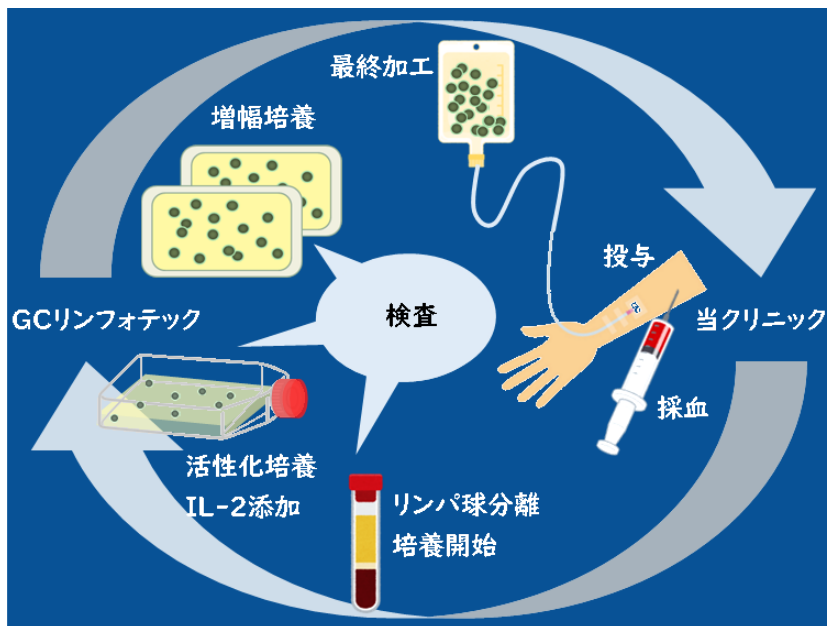 最終加工
増幅培養
投与
検査
GCリンフォテック
当クリニック
採血
活性化培養
IL-2添加
リンパ球分離
培養開始